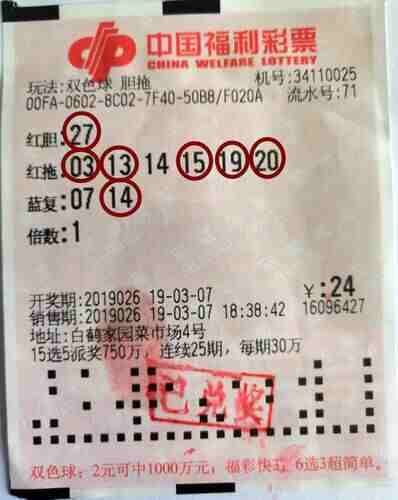 中国福利彩票
CHINA WELFARE LOTTERY
玩法:双色球 胆拖 机号:34110025
00FA-0602-8C02-7F40-50B8/F020A 流水号:71
红胆:27
红拖:03 13 14 15 19 20
蓝复:07 14
倍数:1
开奖期:2019026 19-03-07 ¥:24
销售期:2019026 19-03-07 18:38:42 16096427
地址:白鹤家园菜市场4号
15选5派奖750万，连续25期，每期30万
已兑奖
双色球：2元可中1000万元，福彩快3，6选3超简单。